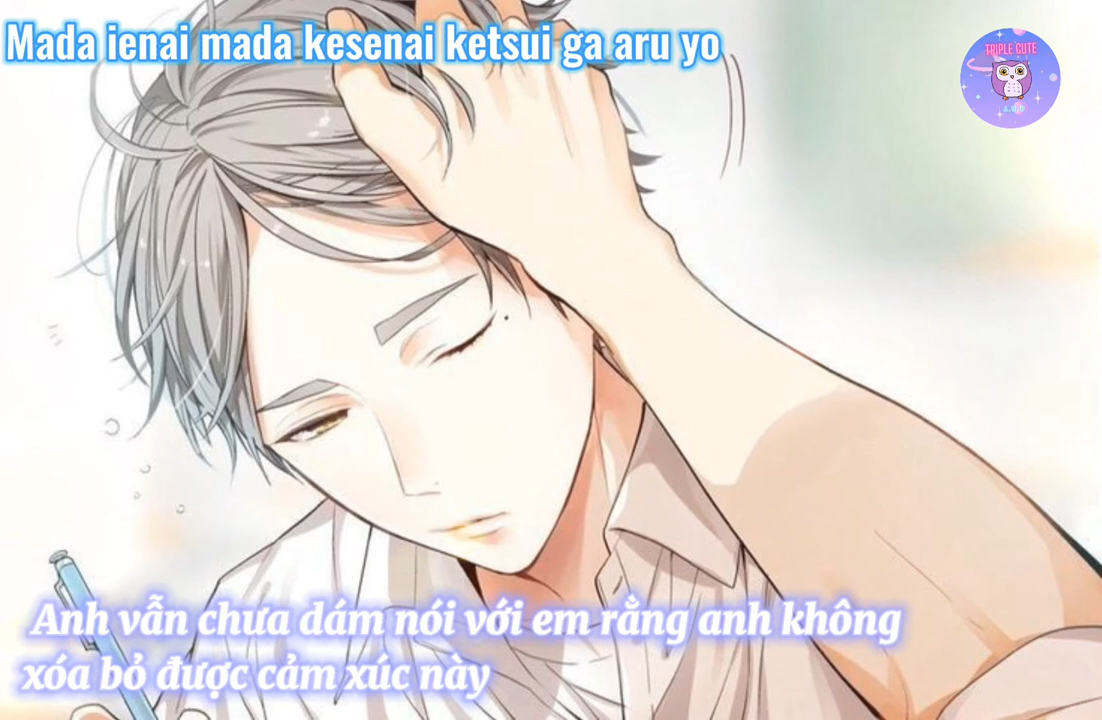 Mada ienai mada kesenai ketsui ga aru yo
TRIPLE CUTE
Anh vẫn chưa dám nói với em rằng anh không
xóa bỏ được cảm xúc này